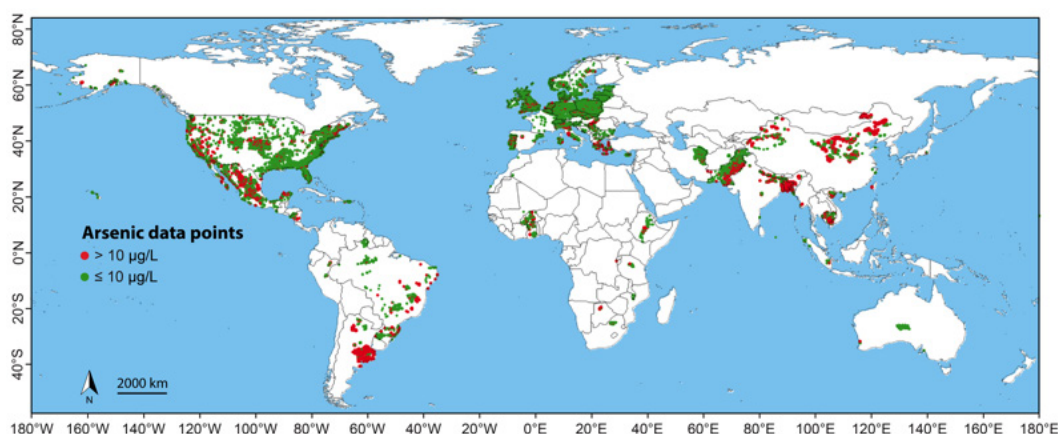 80°N
60°N
40°N
20°N
0°N
20°S
40°S
Arsenic data points
> 10 µg/L
≤ 10 µg/L
N
2000 km
180°W 160°W 140°W 120°W 100°W 80°W 60°W 40°W 20°W 0°E 20°E 40°E 60°E 80°E 100°E 120°E 140°E 160°E 180°E